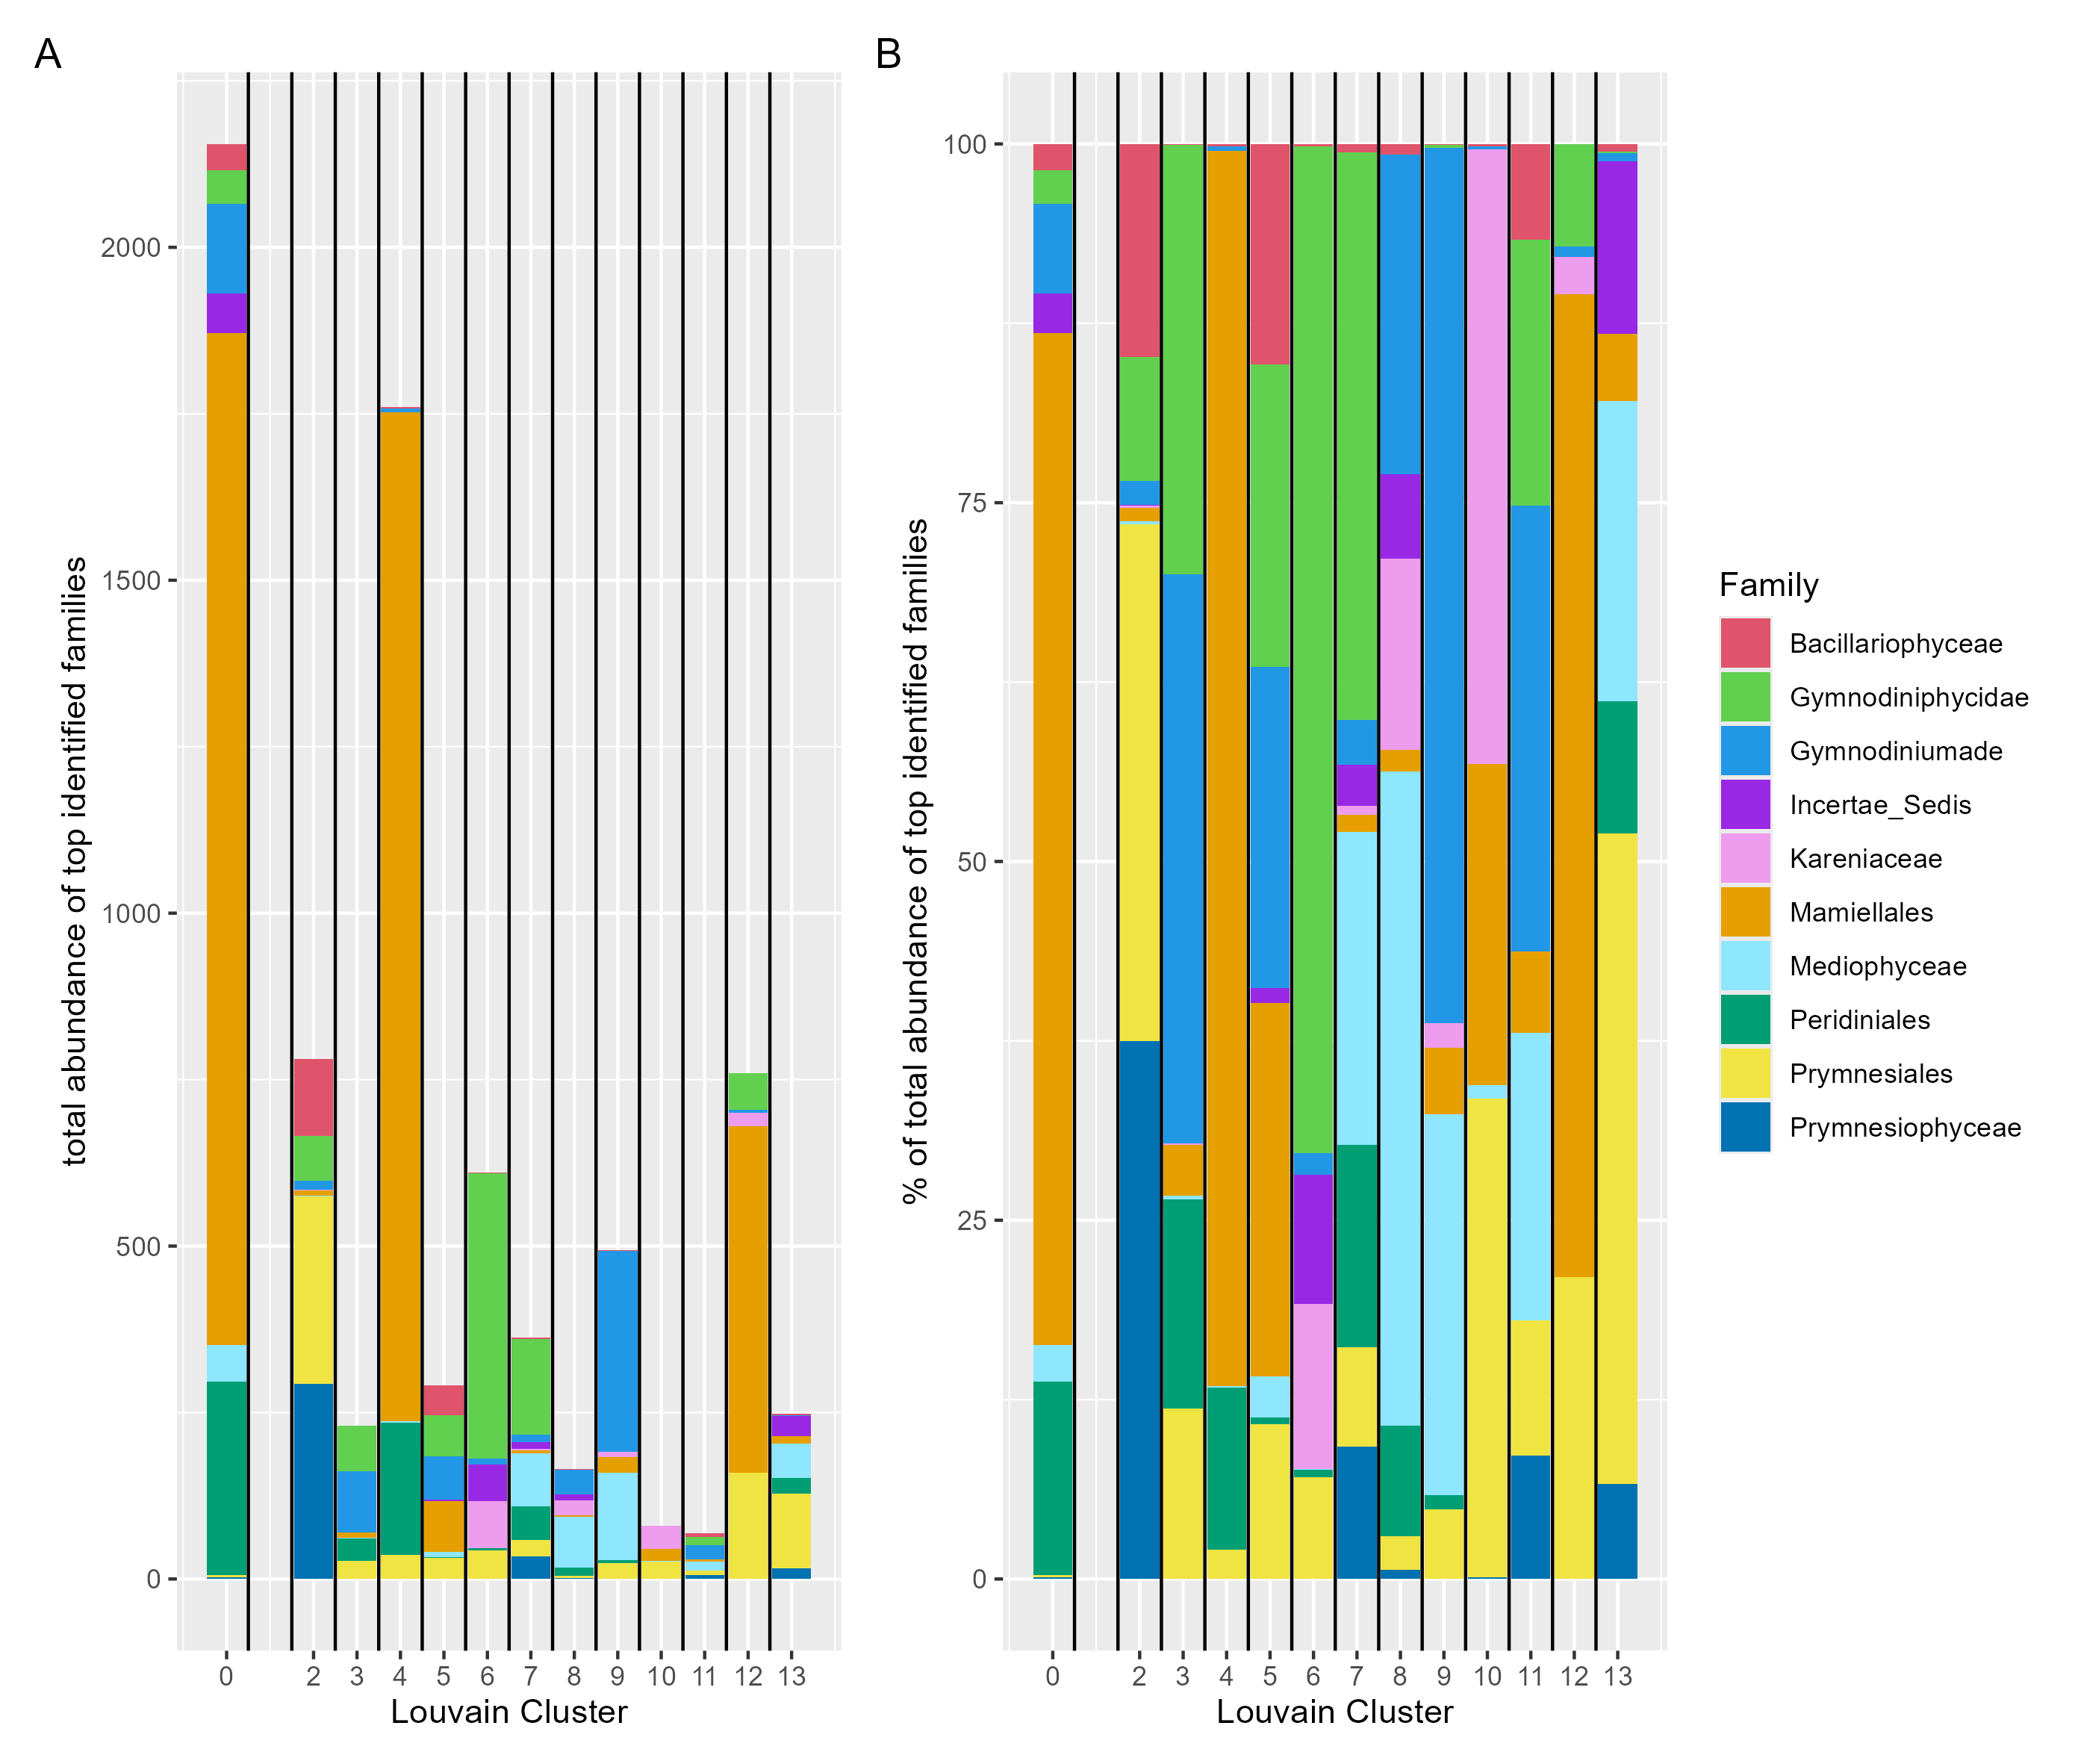 A
B
total abundance of top identified families
2000
1500
1000
500
0
0 2 3 4 5 6 7 8 9 10 11 12 13
Louvain Cluster
% of total abundance of top identified families
100
75
50
25
0
0 2 3 4 5 6 7 8 9 10 11 12 13
Louvain Cluster
Family
Bacillariophyceae
Gymnodiniphycidae
Gymnodiniumade
Incertae_Sedis
Kareniaceae
Mamiellales
Mediophyceae
Peridiniales
Prymnesiales
Prymnesiophyceae